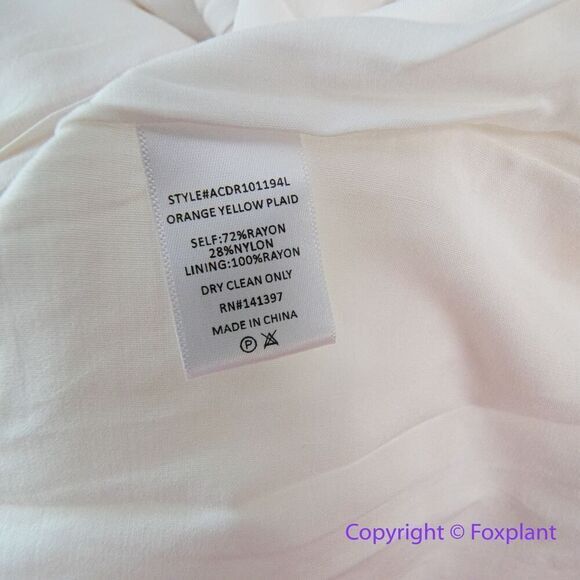 STYLE#ACDR101194L
ORANGE YELLOW PLAID
SELF:72%RAYON
28%NYLON
LINING:100%RAYON
DRY CLEAN ONLY
RN#141397
MADE IN CHINA
P
Copyright © Foxplant